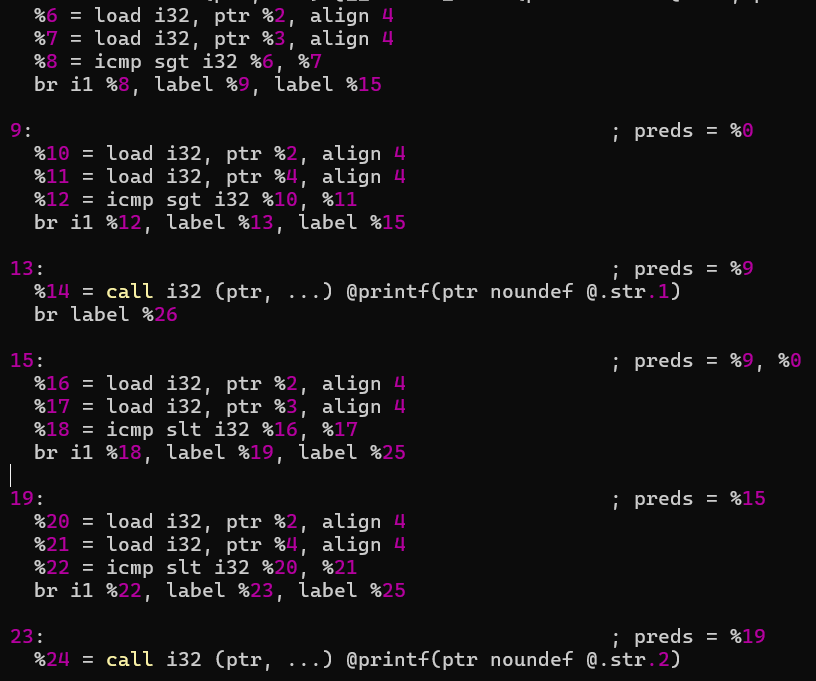 %6 = load i32, ptr %2, align 4
%7 = load i32, ptr %3, align 4
%8 = icmp sgt i32 %6, %7
br i1 %8, label %9, label %15
9: ; preds = %0
%10 = load i32, ptr %2, align 4
%11 = load i32, ptr %4, align 4
%12 = icmp sgt i32 %10, %11
br i1 %12, label %13, label %15
13: ; preds = %9
%14 = call i32 (ptr, ...) @printf(ptr noundef @.str.1)
br label %26
15: ; preds = %9, %0
%16 = load i32, ptr %2, align 4
%17 = load i32, ptr %3, align 4
%18 = icmp slt i32 %16, %17
br i1 %18, label %19, label %25
19: ; preds = %15
%20 = load i32, ptr %2, align 4
%21 = load i32, ptr %4, align 4
%22 = icmp slt i32 %20, %21
br i1 %22, label %23, label %25
23: ; preds = %19
%24 = call i32 (ptr, ...) @printf(ptr noundef @.str.2)